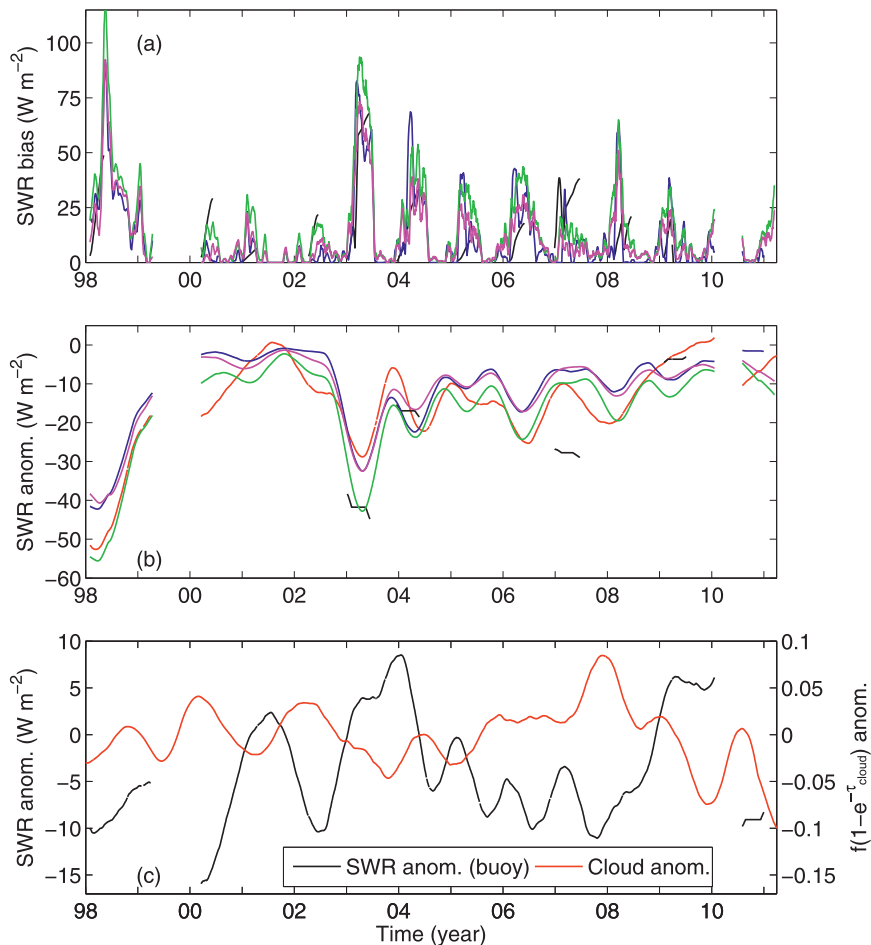 (a)
SWR bias (W m−2)
100
75
50
25
0
98 00 02 04 06 08 10
(b)
SWR anom. (W m−2)
0
−10
−20
−30
−40
−50
−60
98 00 02 04 06 08 10
(c)
SWR anom. (W m−2)
10
5
0
−5
−10
−15
0.1
0.05
0
−0.05
−0.1
−0.15
f(1−e−τcloud) anom.
SWR anom. (buoy) Cloud anom.
98 00 02 04 06 08 10
Time (year)